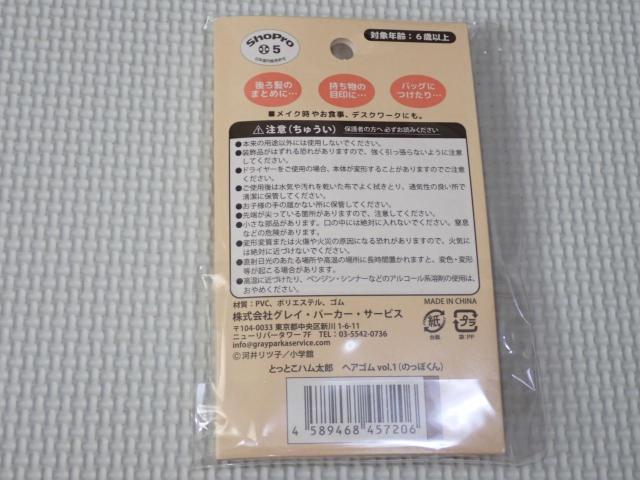 ShoPro
5
対象年齢：6歳以上
後ろ髪の
まとめに…
持ち物の
目印に…
バッグに
つけたり…
■メイク時やお食事、デスクワークにも。
注意(ちゅうい) 保護者の方へ 必ずお読みください
●本来の用途以外には使用しないでください。
●装飾品がはずれる恐れがありますので、強く引っ張らないように注意
してください。
●ドライヤーをご使用の場合、本体が変形することがありますのでご注意
ください。
●ご使用後は水気や汚れを乾いた布でよく拭きとり、通気性の良い所で
清潔に保管してください。
●お子様の手の届かない所に保管してください。
●先端が尖っている箇所がありますので、注意してください。
●小さな部品があります。口の中には絶対に入れないでください。窒息
などの危険があります。
●変形変質または火傷や火災の原因になる恐れがありますので、火気に
は絶対に近づけないでください。
●直射日光のあたる場所や高温の場所に長時間置かれますと、変色・変形
等が起こる場合があります。
●高温に近づけたり、ベンジン・シンナーなどのアルコール系溶剤の使用は、
おやめください。
材質：PVC、ポリエステル、ゴム
株式会社グレイ・パーカー・サービス
〒104-0033 東京都中央区新川 1-6-11
ニューリバータワー 7F TEL：03-5542-0736
info@grayparkaservice.com
MADE IN CHINA
紙
台紙
プラ
袋：PP
©河井リツ子／小学館
とっとこハム太郎 ヘアゴム vol.1 (のっぽくん)
4 589468 457206